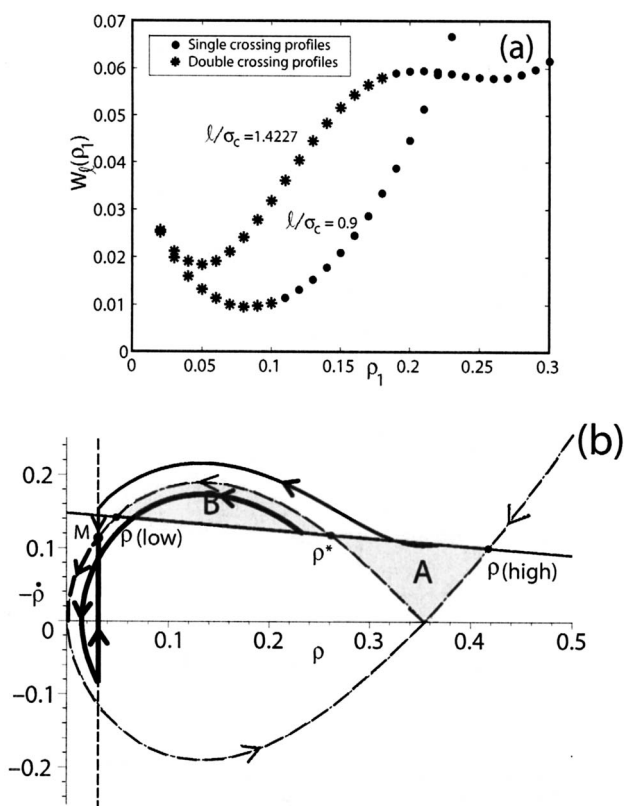 0.07
(a)
● Single crossing profiles
✱ Double crossing profiles
0.06
0.05
ℓ/σc = 1.4227
0.04
Wℓ(ρ1)
0.03
ℓ/σc = 0.9
0.02
0.01
0
0 0.05 0.1 0.15 0.2 0.25 0.3
ρ1
(b)
0.2
B
M
ρ(low)
ρ*
ρ(high)
0.1
A
−ρ̇
0
0.1 0.2 0.3 0.4 0.5
ρ
−0.1
−0.2